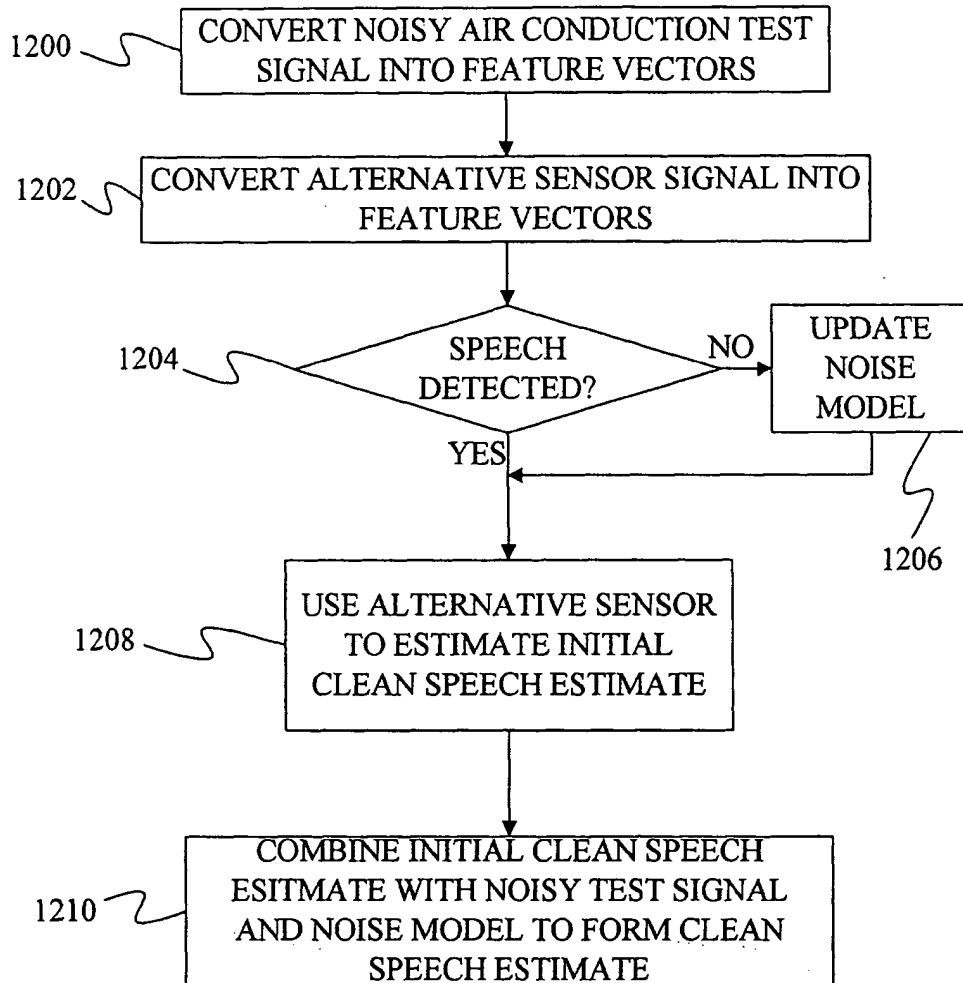 1200
CONVERT NOISY AIR CONDUCTION TEST
SIGNAL INTO FEATURE VECTORS
1202
CONVERT ALTERNATIVE SENSOR SIGNAL INTO
FEATURE VECTORS
1204
SPEECH
DETECTED?
NO
UPDATE
NOISE
MODEL
YES
1206
1208
USE ALTERNATIVE SENSOR
TO ESTIMATE INITIAL
CLEAN SPEECH ESTIMATE
1210
COMBINE INITIAL CLEAN SPEECH
ESITMATE WITH NOISY TEST SIGNAL
AND NOISE MODEL TO FORM CLEAN
SPEECH ESTIMATE